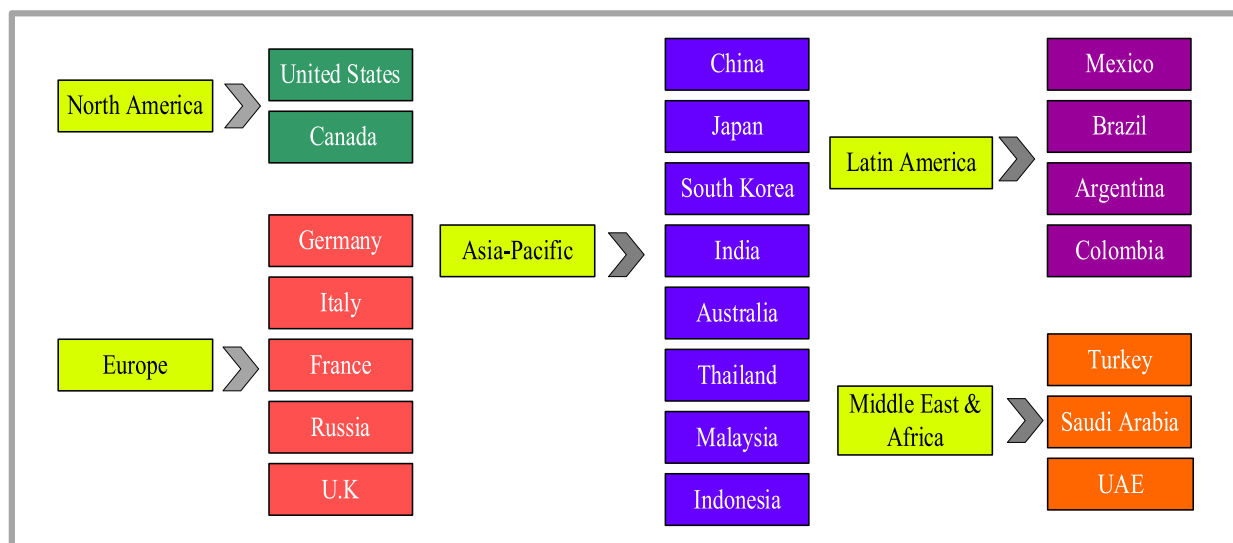 North America
United States
Canada
Europe
Germany
Italy
France
Russia
U.K
Asia-Pacific
China
Japan
South Korea
India
Australia
Thailand
Malaysia
Indonesia
Latin America
Mexico
Brazil
Argentina
Colombia
Middle East &
Africa
Turkey
Saudi Arabia
UAE